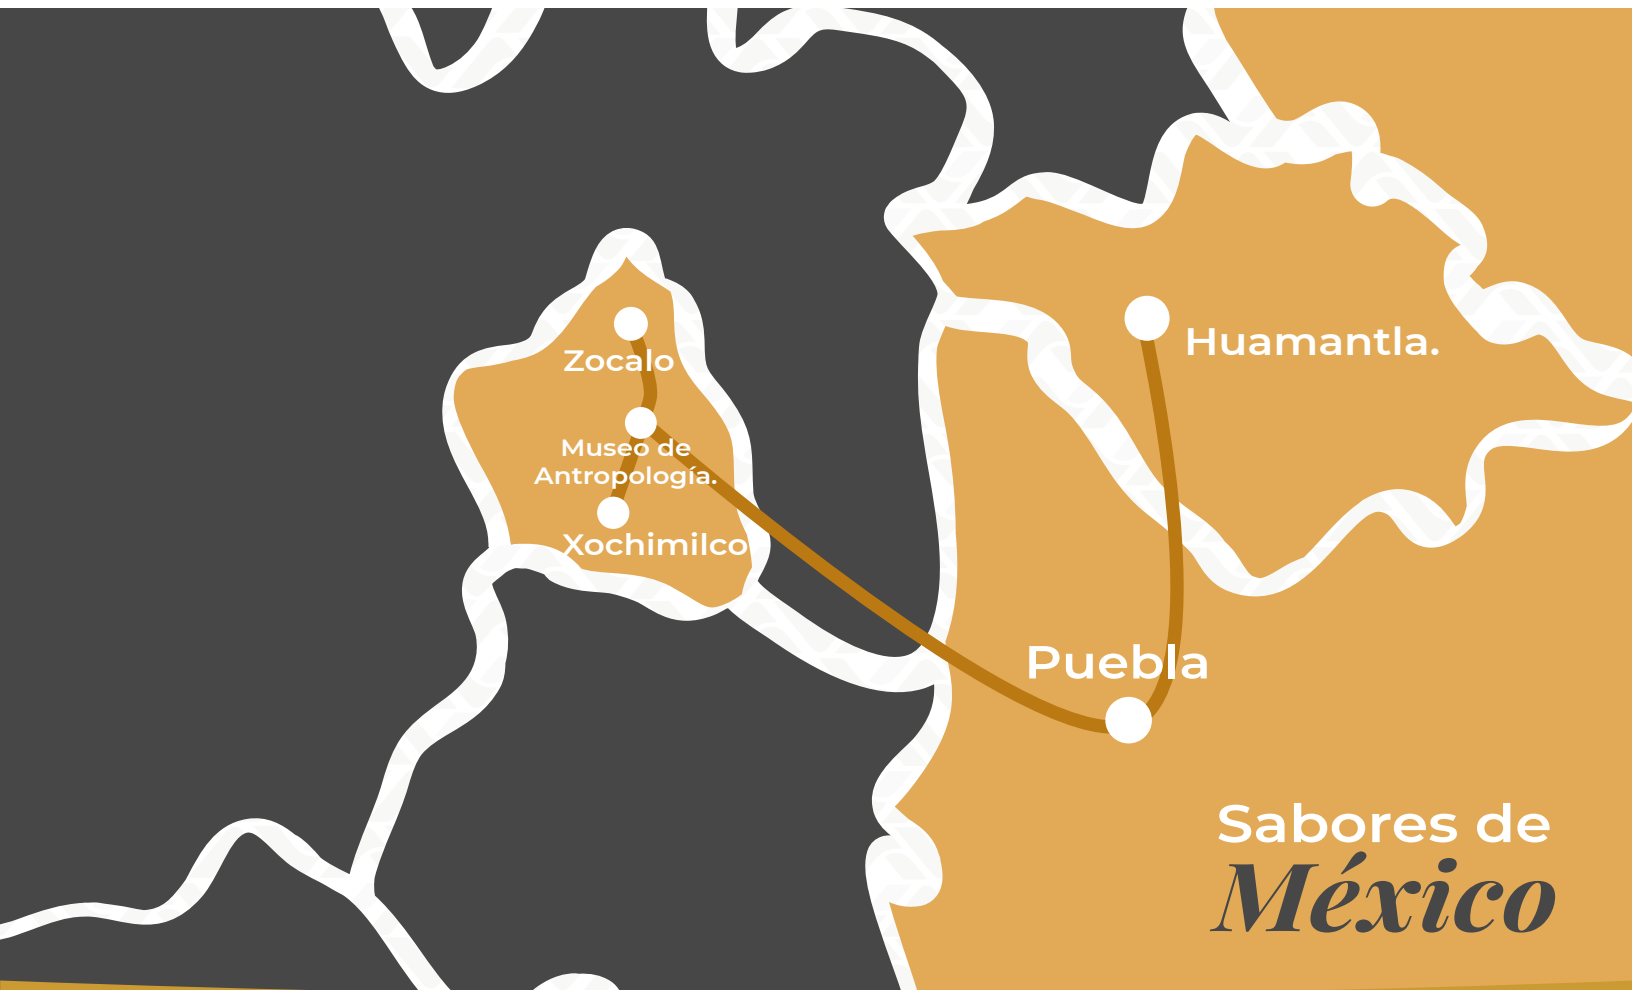 Zocalo
Museo de
Antropología.
Xochimilco
Huamantla.
Puebla
Sabores de
México